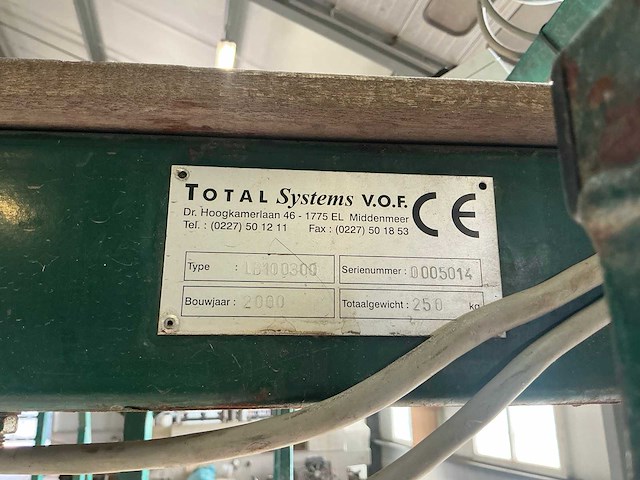 TOTAL Systems V.O.F. CE
Dr. Hoogkamerlaan 46 - 1775 EL Middenmeer
Tel. : (0227) 50 12 11 Fax : (0227) 50 18 53
Type :
Serienummer : 0005014
Bouwjaar : 2000
Totaalgewicht : 250 kg